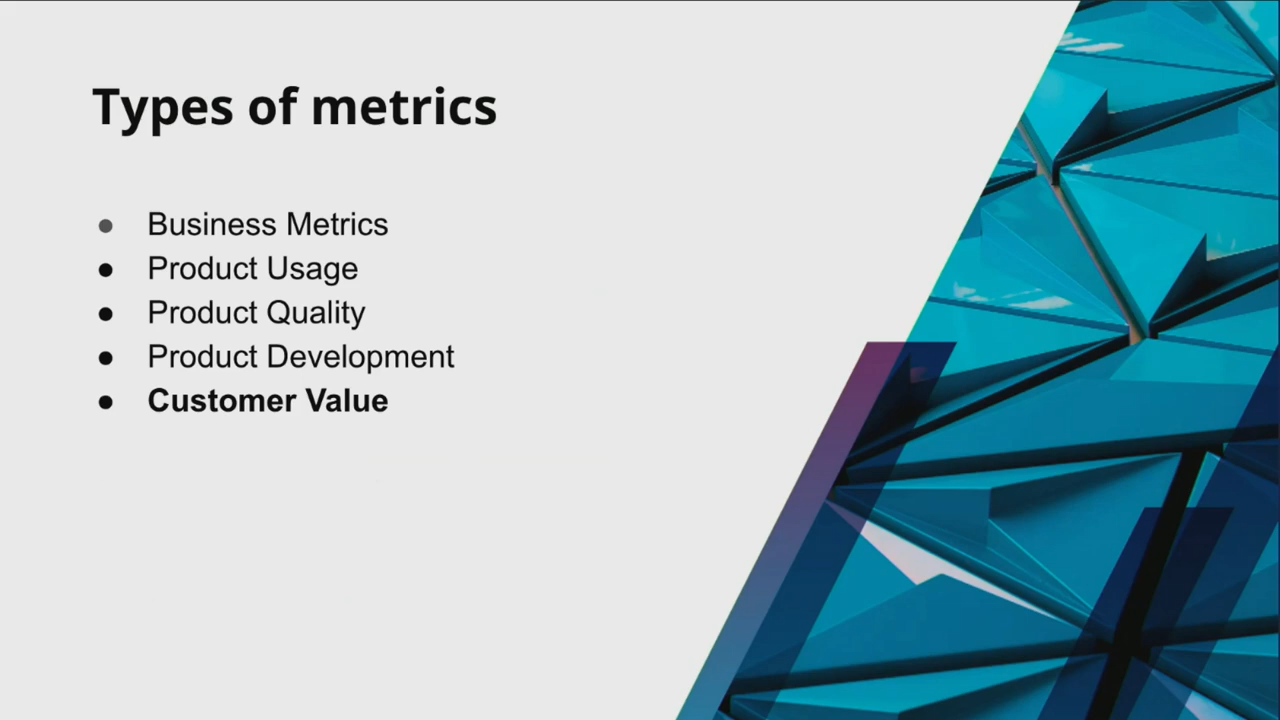 Types of metrics
● Business Metrics
● Product Usage
● Product Quality
● Product Development
● Customer Value